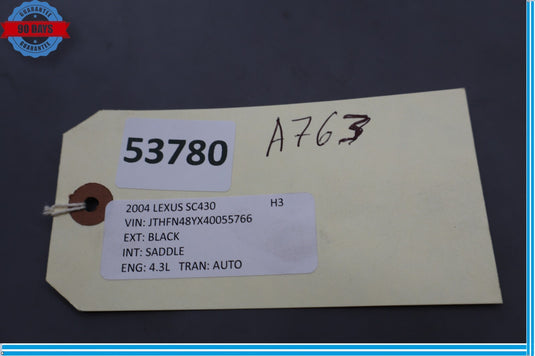 GUARANTEE
90 DAYS
GUARANTEE
A763
53780
2004 LEXUS SC430 H3
VIN: JTHFN48YX40055766
EXT: BLACK
INT: SADDLE
ENG: 4.3L TRAN: AUTO